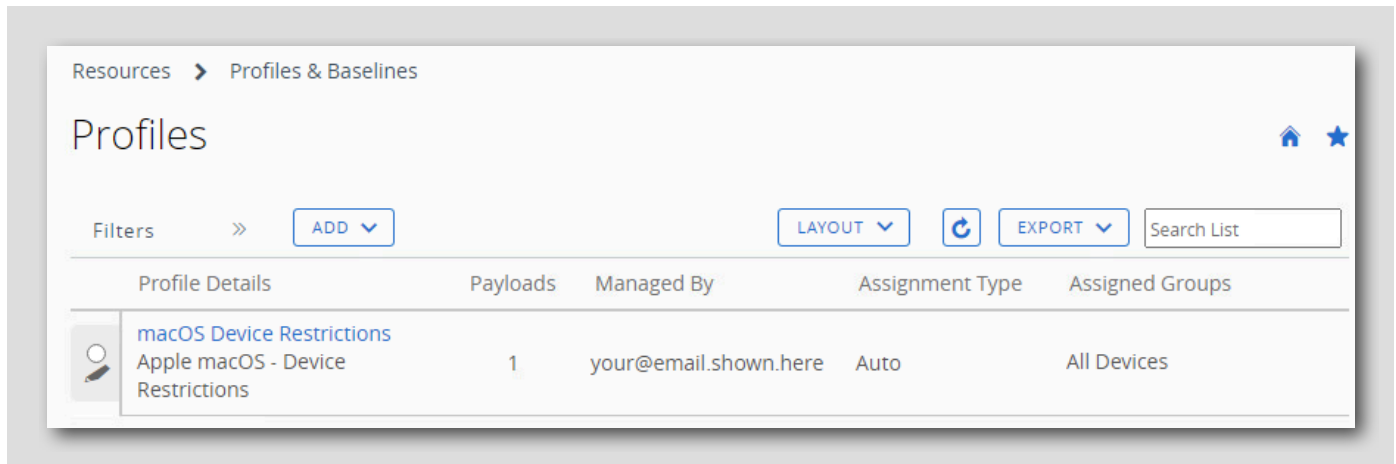 Resources > Profiles & Baselines
Profiles
Filters » ADD LAYOUT EXPORT Search List
Profile Details Payloads Managed By Assignment Type Assigned Groups
macOS Device Restrictions
Apple macOS - Device
Restrictions
1 your@email.shown.here Auto All Devices